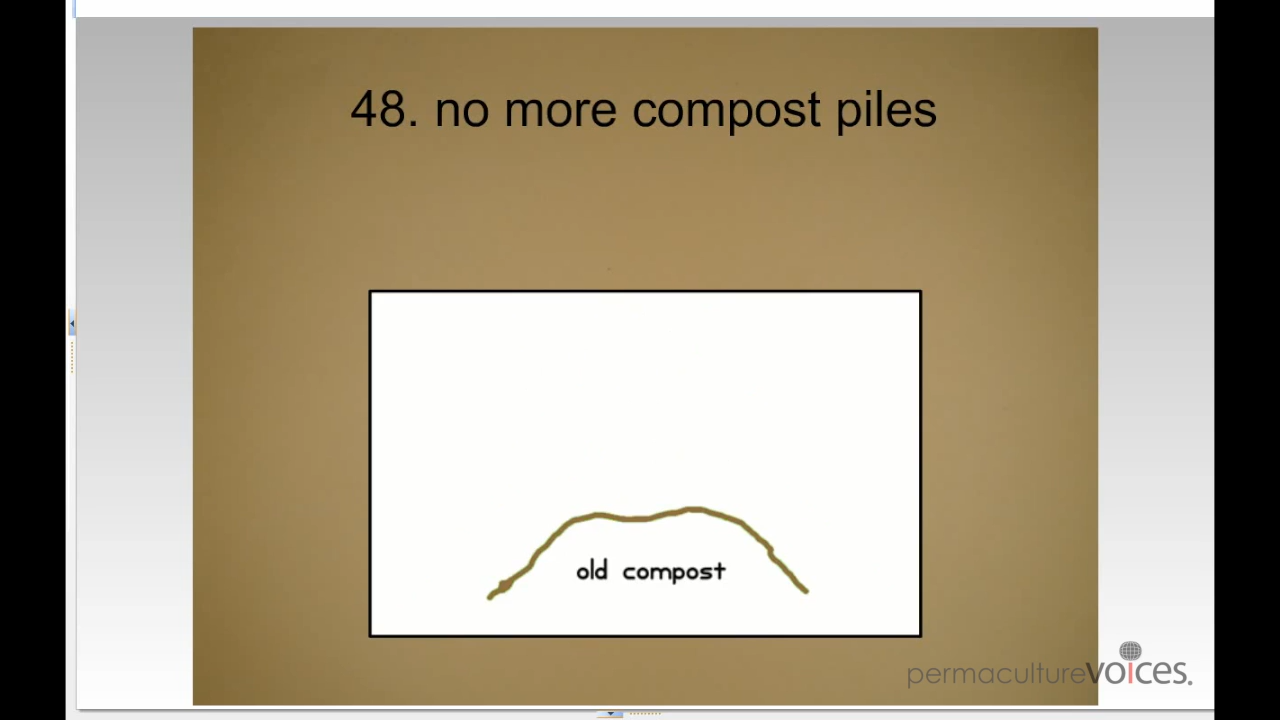 48. no more compost piles
old compost
permaculturevoices.